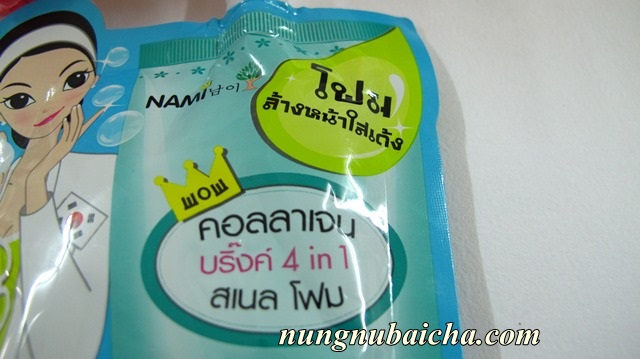 NAMI 남이
โฟม
ล้างหน้าใสเด้ง
WOW
คอลลาเจน
บริ๊งค์ 4 in 1
สเนล โฟม
nungnubaicha.com